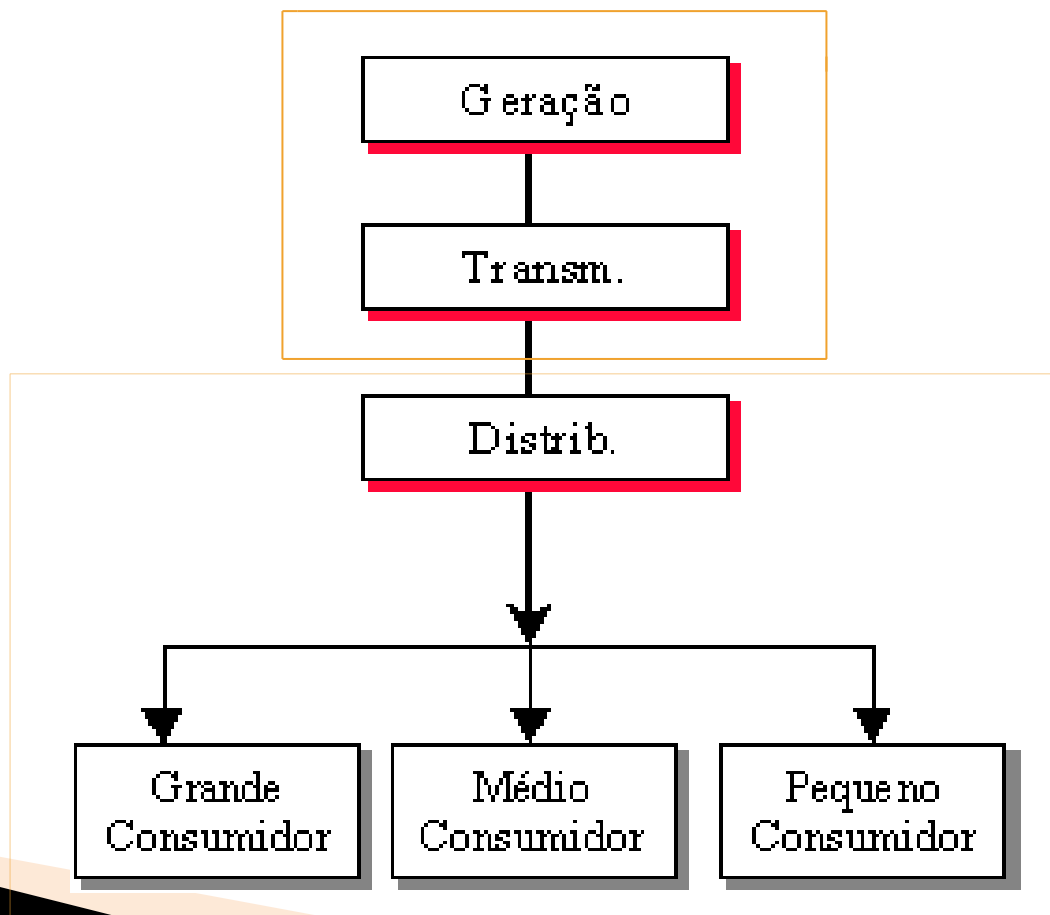 Geração
Transm.
Distrib.
Grande
Consumidor
Médio
Consumidor
Pequeno
Consumidor